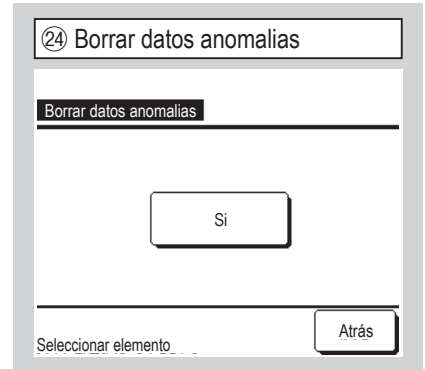 24 Borrar datos anomalias
Borrar datos anomalias
Si
Seleccionar elemento
Atrás